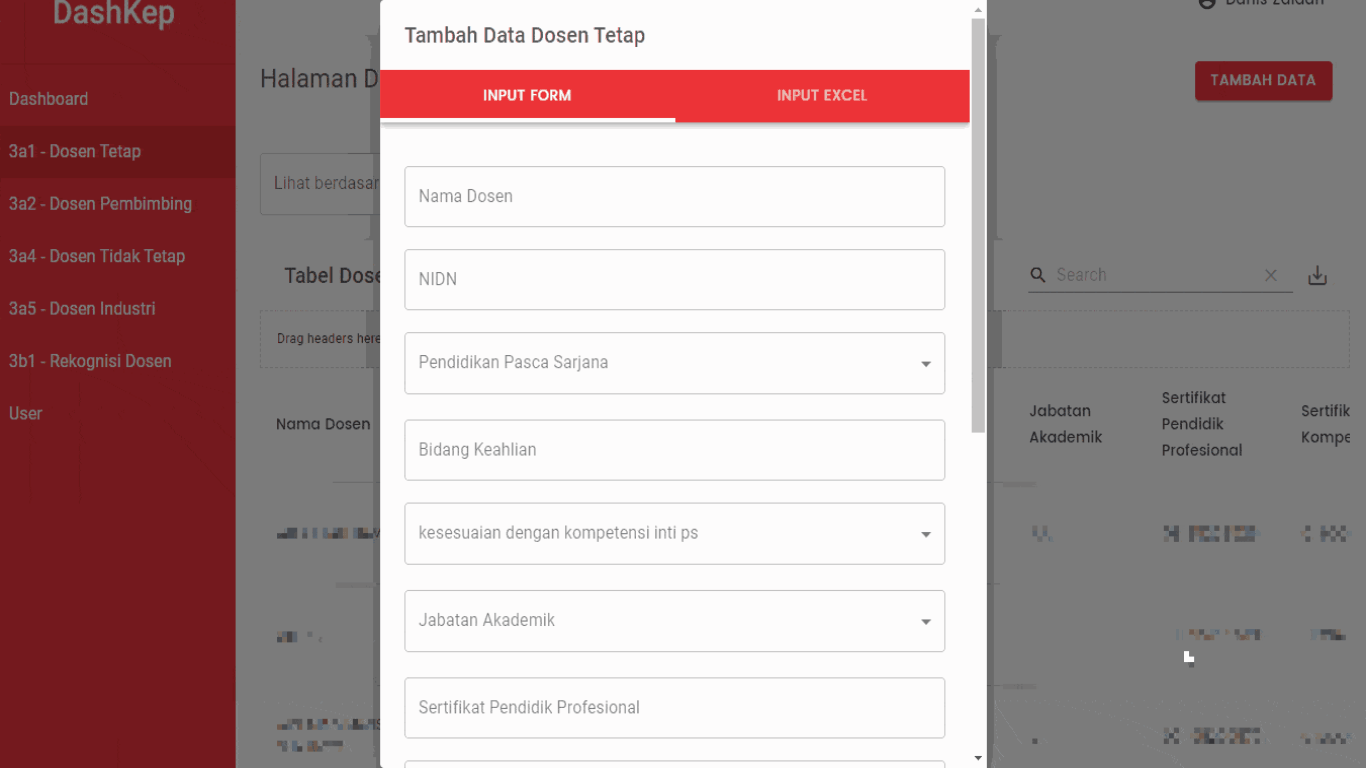 DashKep
Dashboard
3a1 - Dosen Tetap
3a2 - Dosen Pembimbing
3a4 - Dosen Tidak Tetap
3a5 - Dosen Industri
3b1 - Rekognisi Dosen
User
Danis Zaidan
Halaman D
TAMBAH DATA
Lihat berdasar
Tabel Dose
Search
Drag headers here
Nama Dosen
Jabatan
Akademik
Sertifikat
Pendidik
Profesional
Sertifik
Kompe
Tambah Data Dosen Tetap
INPUT FORM
INPUT EXCEL
Nama Dosen
NIDN
Pendidikan Pasca Sarjana
Bidang Keahlian
kesesuaian dengan kompetensi inti ps
Jabatan Akademik
Sertifikat Pendidik Profesional